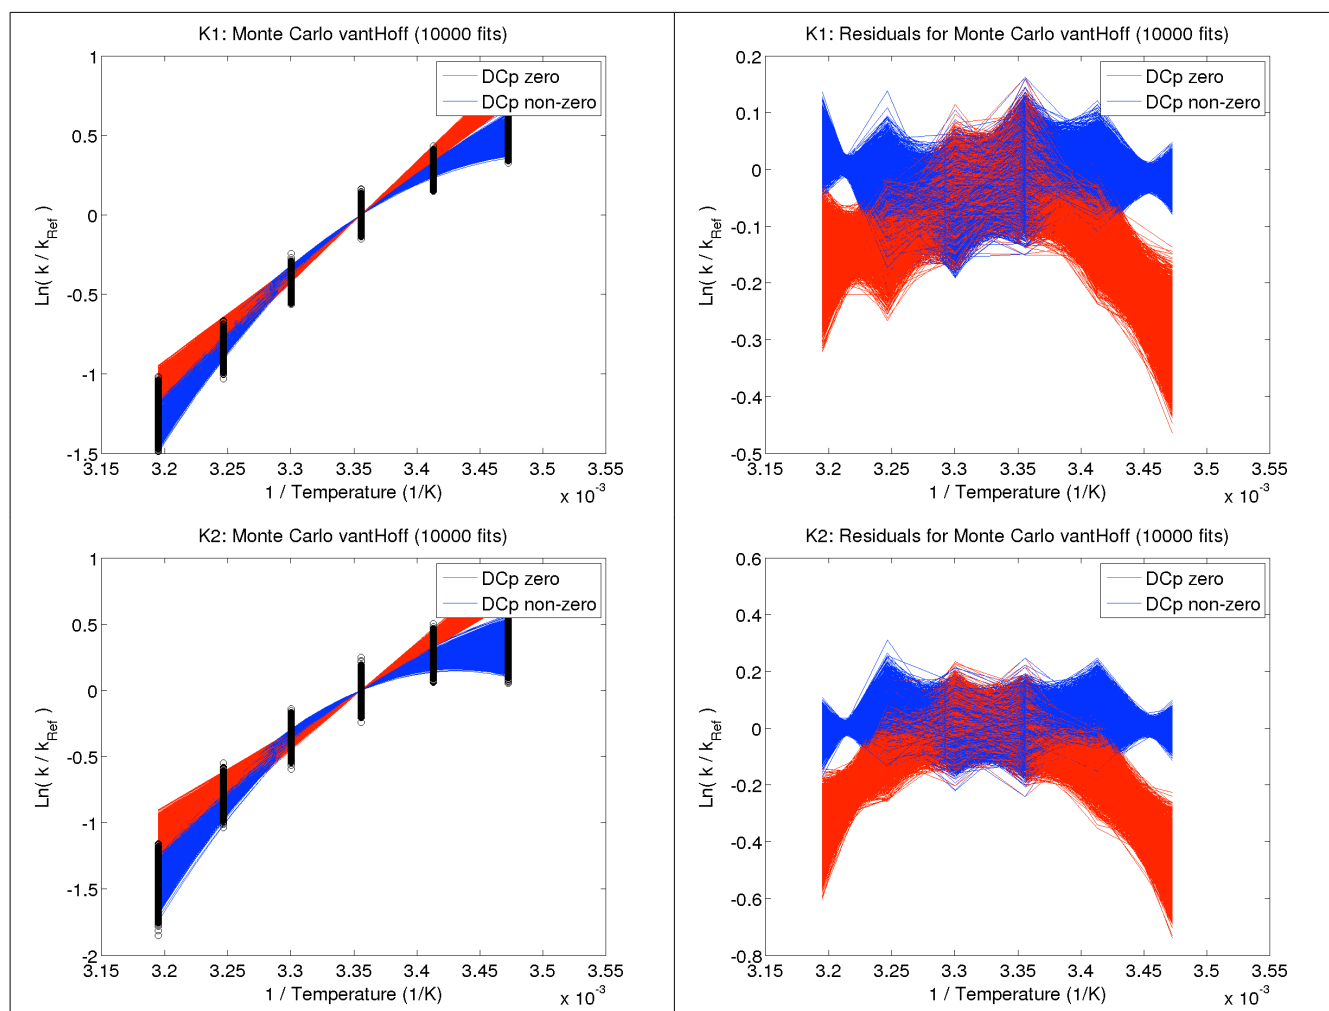 K1: Monte Carlo vantHoff (10000 fits)
1
0.5
0
-0.5
-1
-1.5
Ln( k / k_Ref )
DCp zero
DCp non-zero
3.15 3.2 3.25 3.3 3.35 3.4 3.45 3.5 3.55
1 / Temperature (1/K)
x 10^-3
K1: Residuals for Monte Carlo vantHoff (10000 fits)
0.2
0.1
0
-0.1
-0.2
-0.3
-0.4
-0.5
Ln( k / k_Ref )
DCp zero
DCp non-zero
3.15 3.2 3.25 3.3 3.35 3.4 3.45 3.5 3.55
1 / Temperature (1/K)
x 10^-3
K2: Monte Carlo vantHoff (10000 fits)
1
0.5
0
-0.5
-1
-1.5
-2
Ln( k / k_Ref )
DCp zero
DCp non-zero
3.15 3.2 3.25 3.3 3.35 3.4 3.45 3.5 3.55
1 / Temperature (1/K)
x 10^-3
K2: Residuals for Monte Carlo vantHoff (10000 fits)
0.6
0.4
0.2
0
-0.2
-0.4
-0.6
-0.8
Ln( k / k_Ref )
DCp zero
DCp non-zero
3.15 3.2 3.25 3.3 3.35 3.4 3.45 3.5 3.55
1 / Temperature (1/K)
x 10^-3